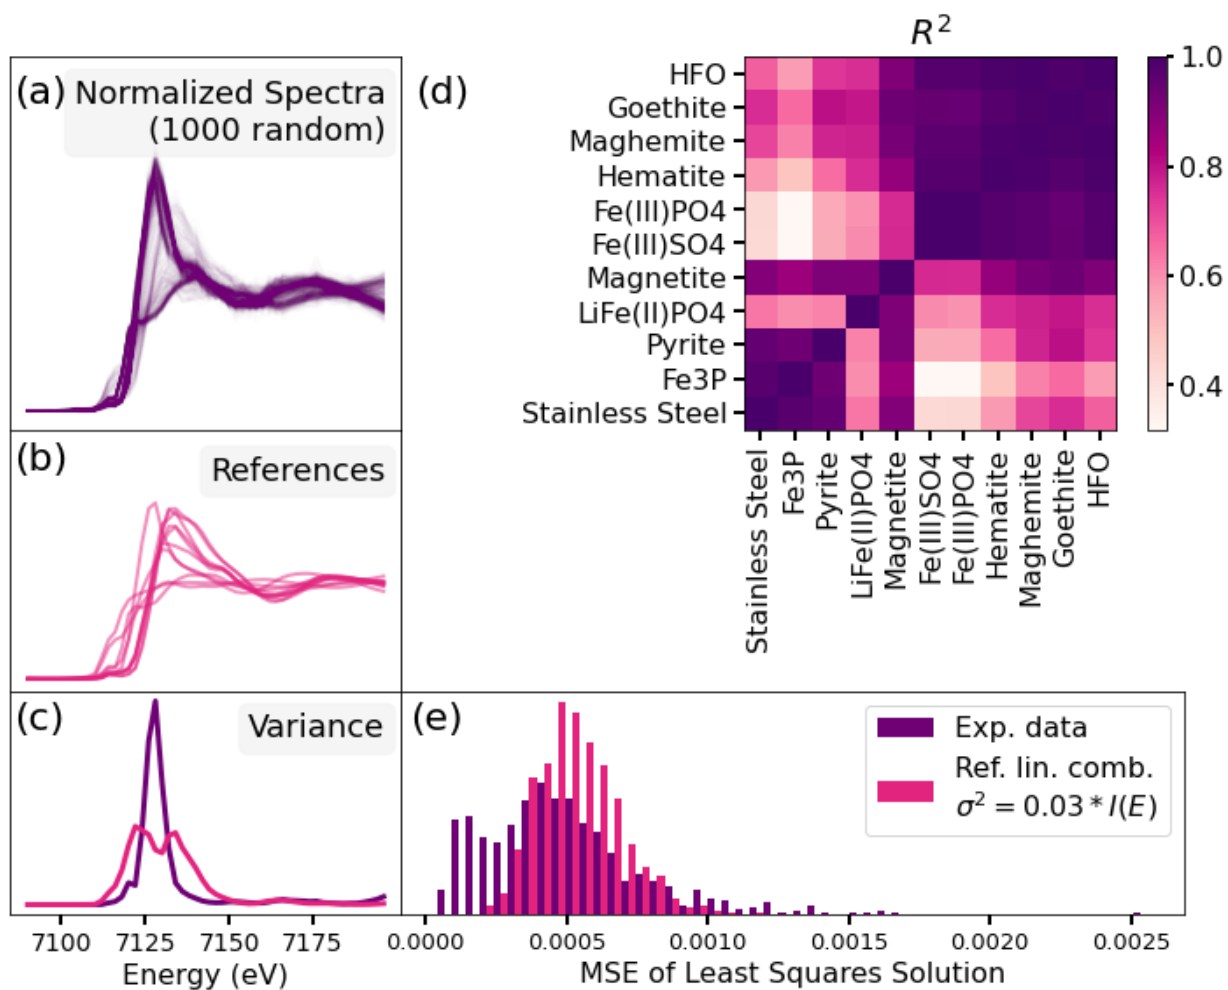 (a) Normalized Spectra
(1000 random)
(b) References
(c) Variance
7100 7125 7150 7175
Energy (eV)
(d)
R²
HFO
Goethite
Maghemite
Hematite
Fe(III)PO4
Fe(III)SO4
Magnetite
LiFe(II)PO4
Pyrite
Fe3P
Stainless Steel
Stainless Steel
Fe3P
Pyrite
LiFe(II)PO4
Magnetite
Fe(III)SO4
Fe(III)PO4
Hematite
Maghemite
Goethite
HFO
1.0
0.8
0.6
0.4
(e)
Exp. data
Ref. lin. comb.
σ² = 0.03 * I(E)
0.0000 0.0005 0.0010 0.0015 0.0020 0.0025
MSE of Least Squares Solution